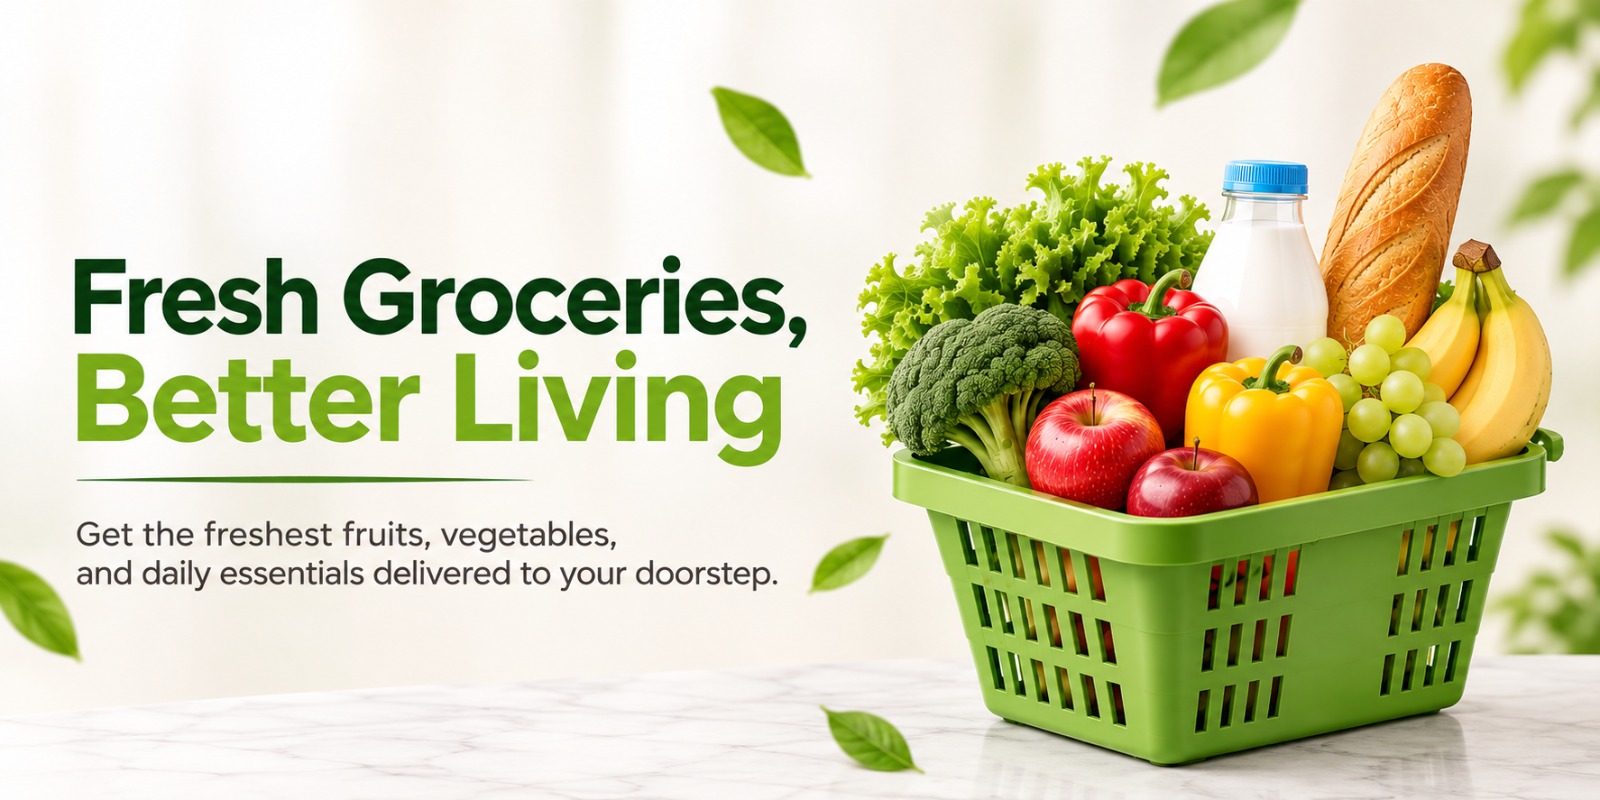 Fresh Groceries,
Better Living
Get the freshest fruits, vegetables,
and daily essentials delivered to your doorstep.